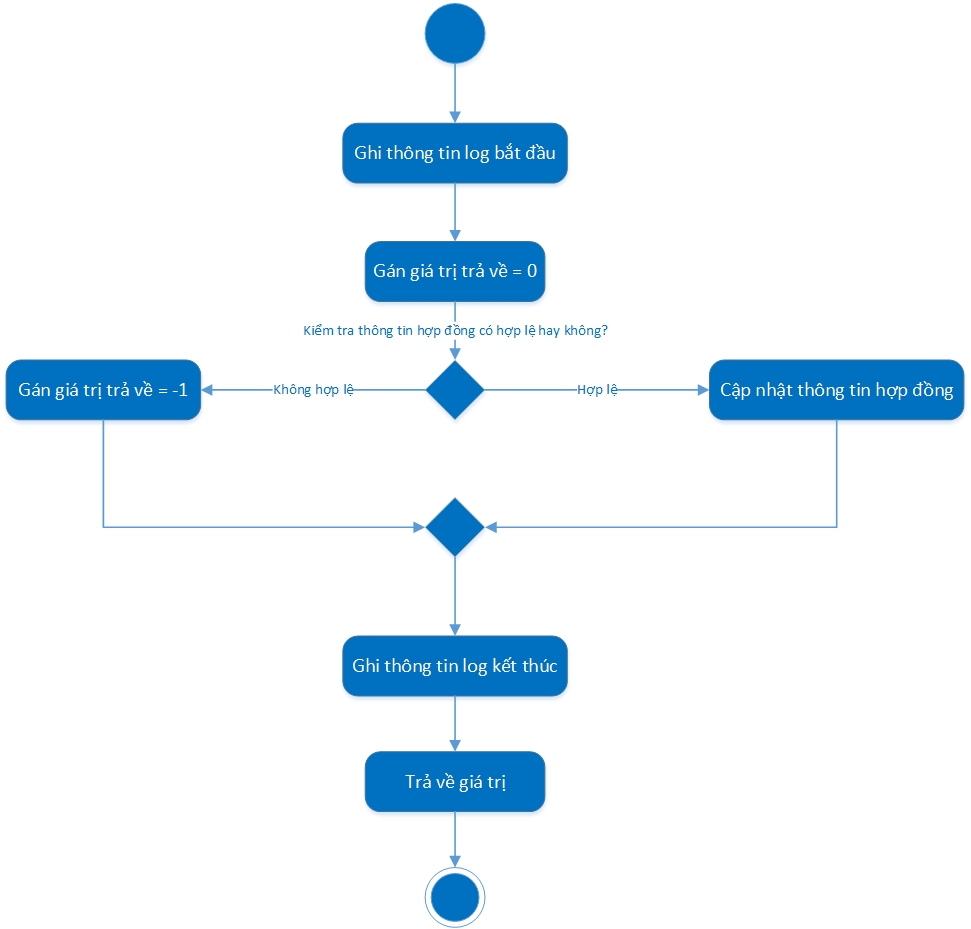 Ghi thông tin log bắt đầu
Gán giá trị trả về = 0
Kiểm tra thông tin hợp đồng có hợp lệ hay không?
Gán giá trị trả về = -1
Không hợp lệ
Hợp lệ
Cập nhật thông tin hợp đồng
Ghi thông tin log kết thúc
Trả về giá trị